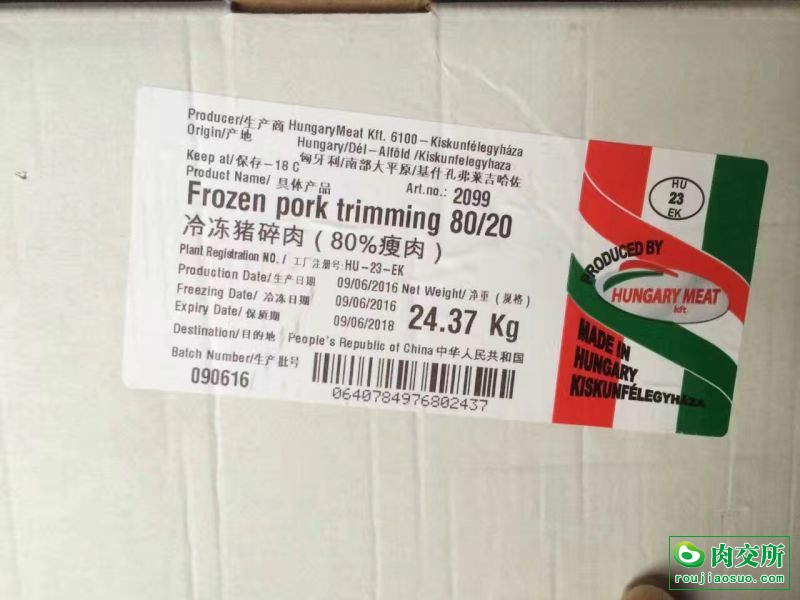 Producer/生产商 HungaryMeat Kft. 6100-Kiskunfélegyháza
Origin/产地 Hungary/Dél-Alföld /Kiskunfelegyhaza
匈牙利/南部大平原/基什孔弗莱吉哈佐
Keep at/保存-18 C
Product Name/ 具体产品 Art.no.: 2099
Frozen pork trimming 80/20
冷冻猪碎肉（80%瘦肉）
Plant Registration NO./ 工厂注册号:HU-23-EK
Production Date/生产日期 09/06/2016 Net Weight/净重（规格）
Freezing Date/ 冷冻日期 09/06/2016 24.37 Kg
Expiry Date/ 保质期 09/06/2018
Destination/目的地 People's Republic of China 中华人民共和国
Batch Number/生产批号
090616
0640784976802437
HU
23
EK
PRODUCED BY
HUNGARY MEAT
kft
MADE IN
HUNGARY
KISKUNFÉLEGYHÁZA
肉交所
roujiaosuo.com